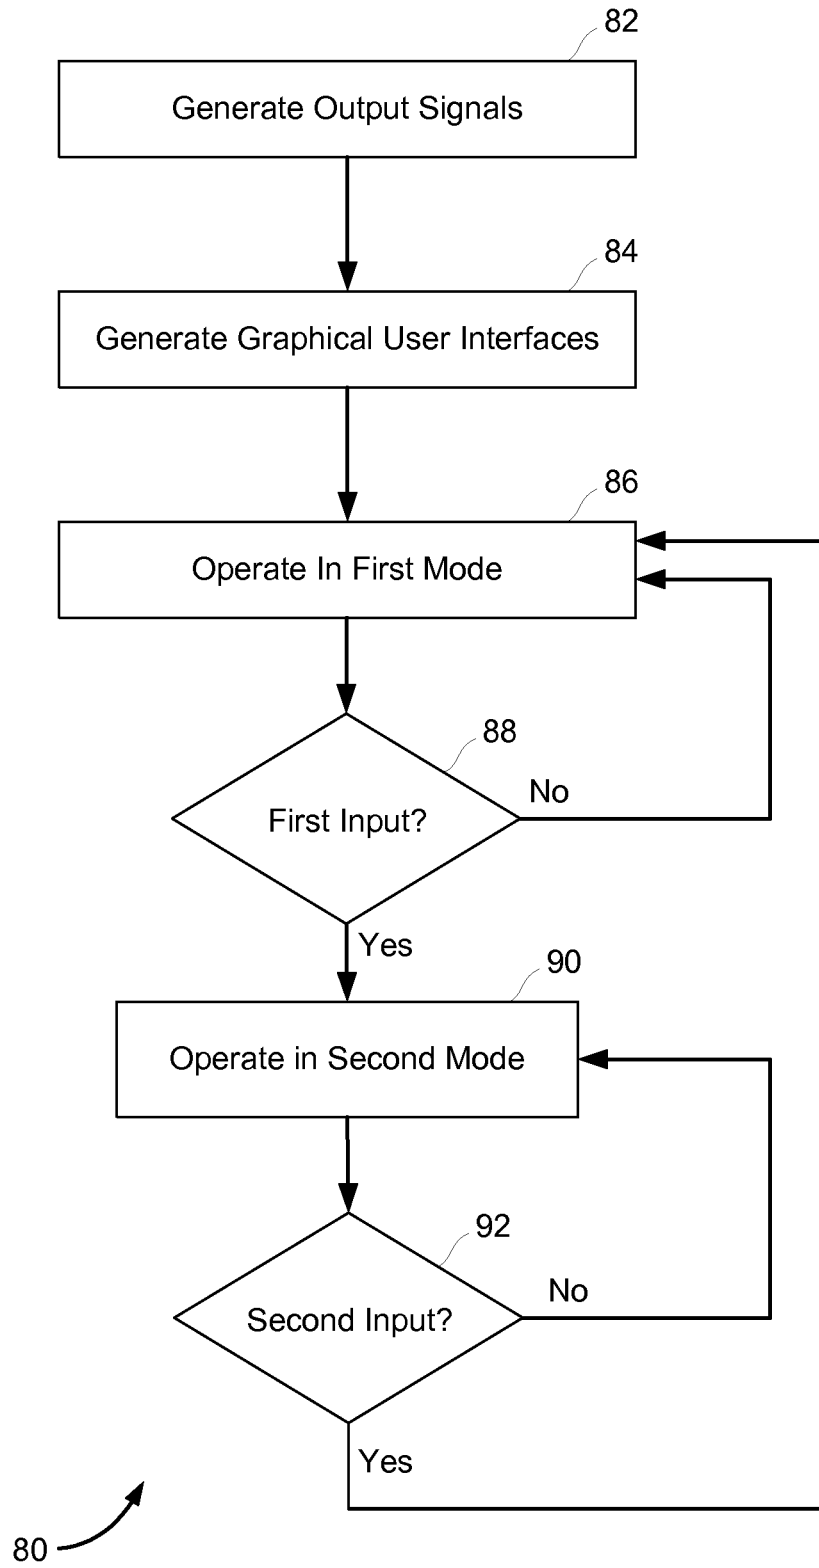 82
Generate Output Signals
84
Generate Graphical User Interfaces
86
Operate In First Mode
88
First Input?
No
Yes
90
Operate in Second Mode
92
Second Input?
No
Yes
80